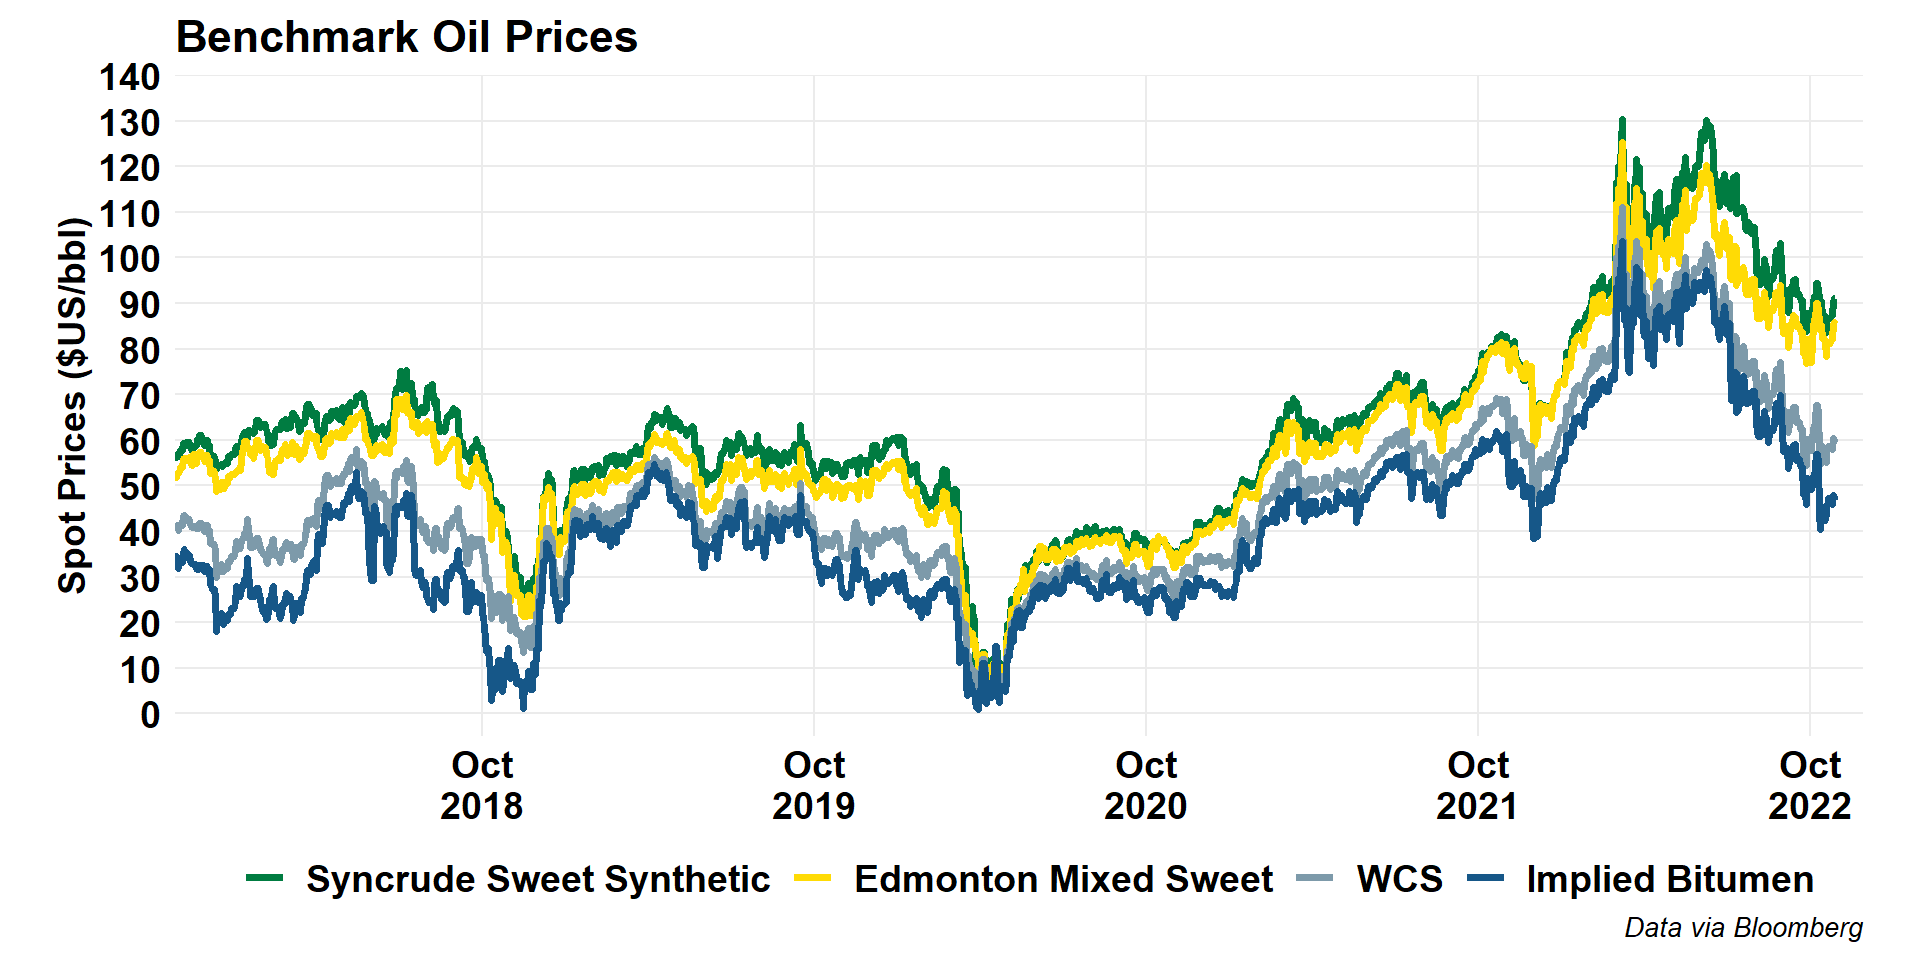 Benchmark Oil Prices
Spot Prices ($US/bbl)
140
130
120
110
100
90
80
70
60
50
40
30
20
10
0
Oct Oct Oct Oct Oct
2018 2019 2020 2021 2022
Syncrude Sweet Synthetic Edmonton Mixed Sweet WCS Implied Bitumen
Data via Bloomberg